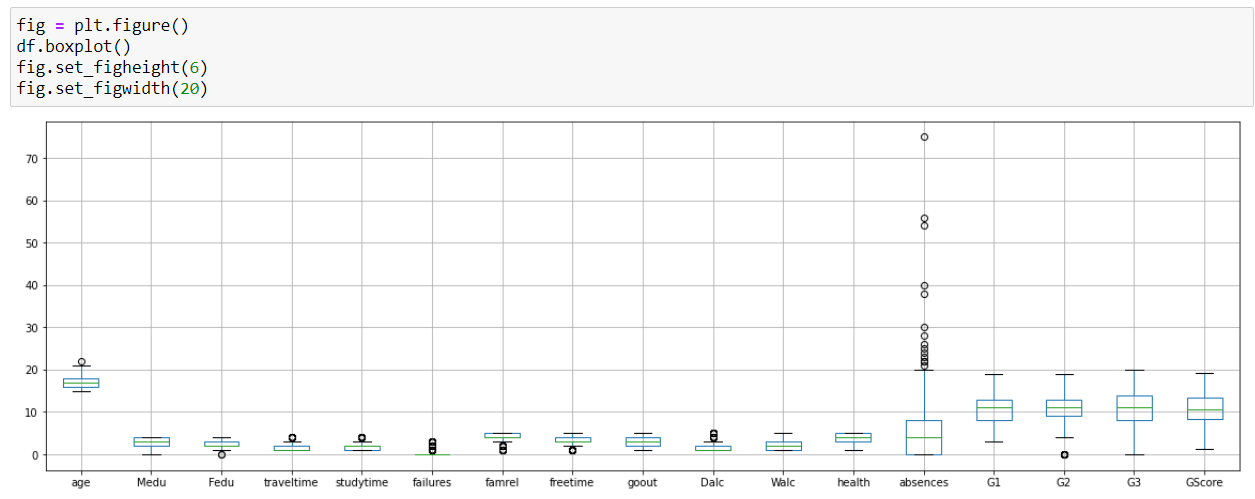 fig = plt.figure()
df.boxplot()
fig.set_figheight(6)
fig.set_figwidth(20)
70
60
50
40
30
20
10
0
age Medu Fedu traveltime studytime failures famrel freetime goout Dalc Walc health absences G1 G2 G3 GScore